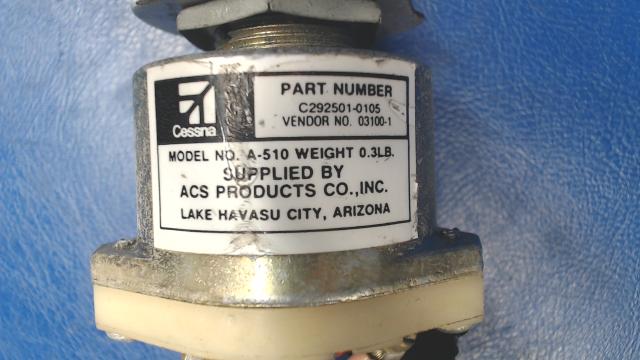 Cessna
PART NUMBER
C292501-0105
VENDOR NO. 03100-1
MODEL NO. A-510 WEIGHT 0.3LB.
SUPPLIED BY
ACS PRODUCTS CO., INC.
LAKE HAVASU CITY, ARIZONA